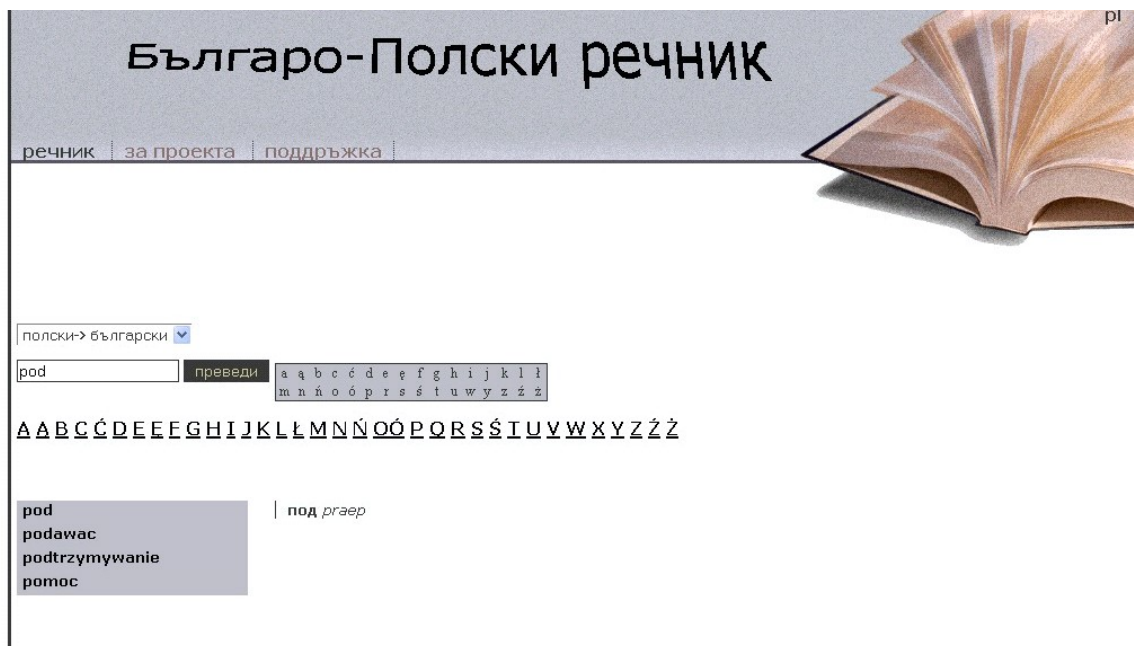 pl
Българо-Полски речник
речник за проекта поддръжка
полски-> български
pod преведи a ą b c ć d e ę f g h i j k l ł
m n ń o ó p r s ś t u w y z ź ż
A Ą B C Ć D E Ę F G H I J K L Ł M N Ń O Ó P Q R S Ś T U V W X Y Z Ź Ż
pod под praep
podawac
podtrzymywanie
pomoc